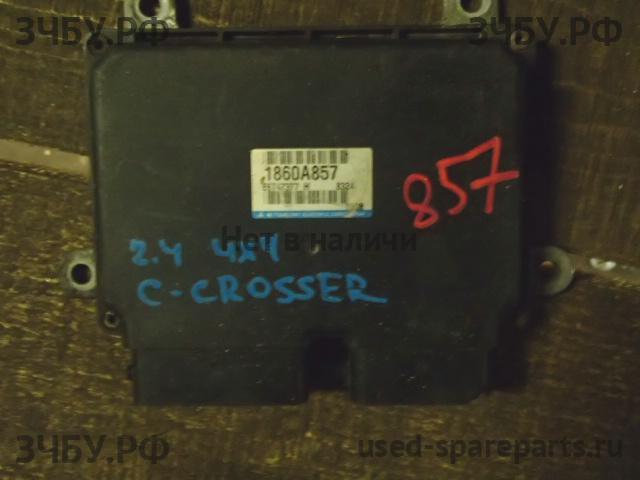 ЗЧБУ.РФ
ЗЧБУ.РФ
1860A857
857
Нет в наличи
2.4 4x4
C-CROSSER
ЗЧБУ.РФ
used-spareparts.ru